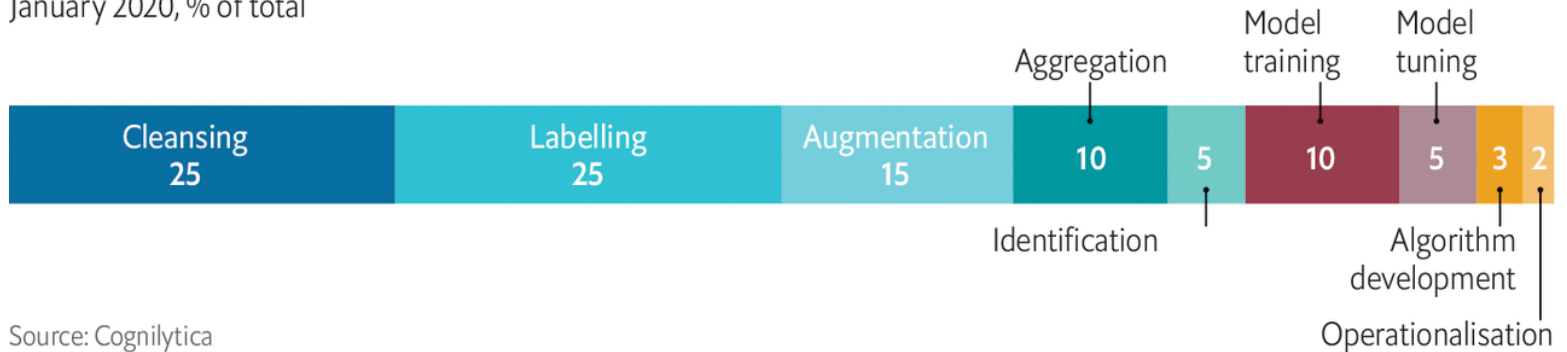 January 2020, % of total
Model
training
Model
tuning
Aggregation
Cleansing
25
Labelling
25
Augmentation
15
10
5
10
5
3
2
Identification
Algorithm
development
Operationalisation
Source: Cognilytica